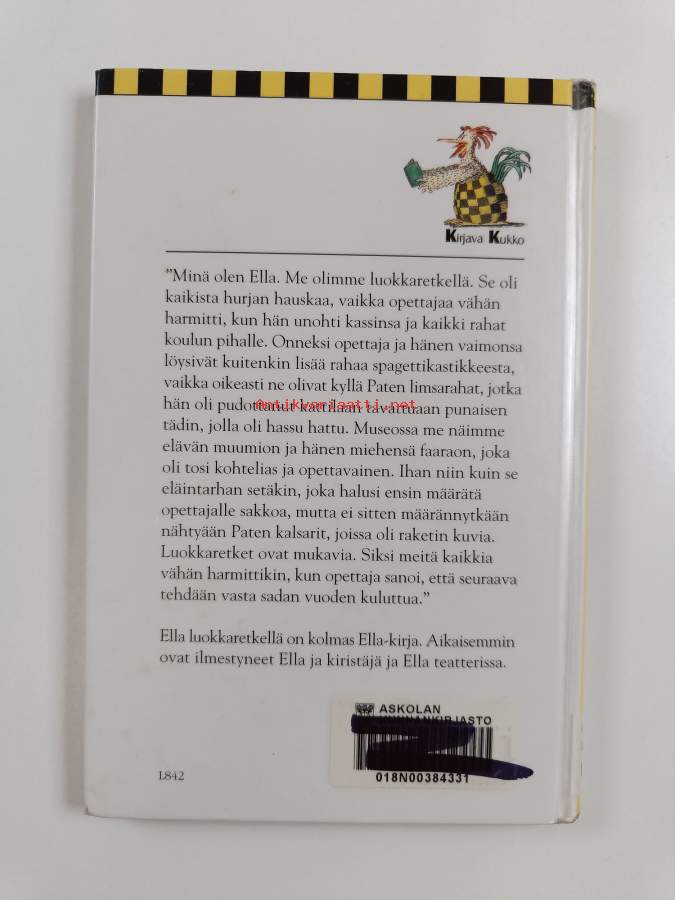 Kirjava Kukko
"Minä olen Ella. Me olimme luokkaretkellä. Se oli
kaikista hurjan hauskaa, vaikka opettajaa vähän
harmitti, kun hän unohti kassinsa ja kaikki rahat
koulun pihalle. Onneksi opettaja ja hänen vaimonsa
löysivät kuitenkin lisää rahaa spagettikastikkeesta,
vaikka oikeasti ne olivat kyllä Paten limsarahat, jotka
hän oli pudottanut kattilaan tavattuaan punaisen
Antikvariaatti.net
tädin, jolla oli hassu hattu. Museossa me näimme
elävän muumion ja hänen miehensä faaraon, joka
oli tosi kohtelias ja opettavainen. Ihan niin kuin se
eläintarhan setäkin, joka halusi ensin määrätä
opettajalle sakkoa, mutta ei sitten määrännytkään
nähtyään Paten kalsarit, joissa oli raketin kuvia.
Luokkaretket ovat mukavia. Siksi meitä kaikkia
vähän harmittikin, kun opettaja sanoi, että seuraava
tehdään vasta sadan vuoden kuluttua."
Ella luokkaretkellä on kolmas Ella-kirja. Aikaisemmin
ovat ilmestyneet Ella ja kiristäjä ja Ella teatterissa.
ASKOLAN
018N00384331
L842